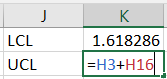 J K
LCL 1.618286
UCL =H3+H16